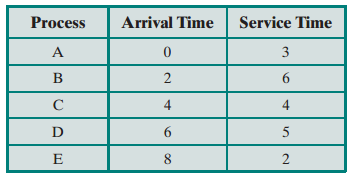 Process Arrival Time Service Time
A 0 3
B 2 6
C 4 4
D 6 5
E 8 2